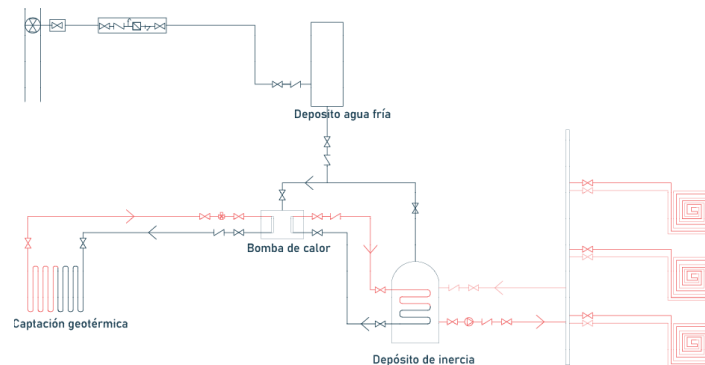 Deposito agua fría
Bomba de calor
Captación geotérmica
Depósito de inercia